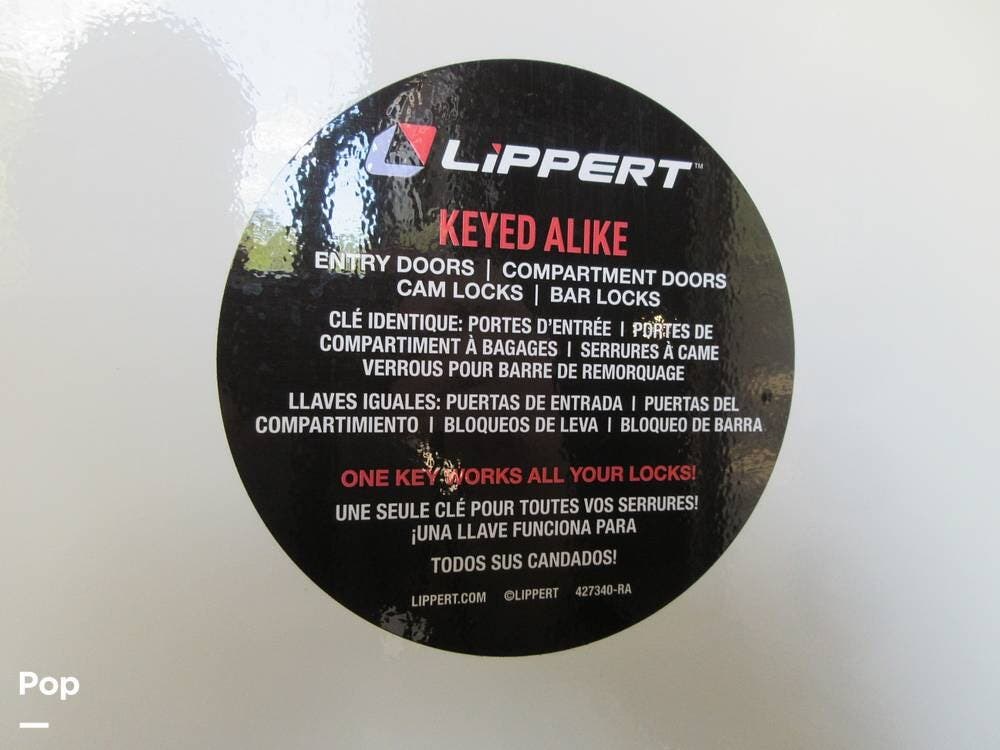 LiPPERT™
KEYED ALIKE
ENTRY DOORS | COMPARTMENT DOORS
CAM LOCKS | BAR LOCKS
CLÉ IDENTIQUE: PORTES D'ENTRÉE | PORTES DE
COMPARTIMENT À BAGAGES | SERRURES À CAME
VERROUS POUR BARRE DE REMORQUAGE
LLAVES IGUALES: PUERTAS DE ENTRADA | PUERTAS DEL
COMPARTIMIENTO | BLOQUEOS DE LEVA | BLOQUEO DE BARRA
ONE KEY WORKS ALL YOUR LOCKS!
UNE SEULE CLÉ POUR TOUTES VOS SERRURES!
¡UNA LLAVE FUNCIONA PARA
TODOS SUS CANDADOS!
LIPPERT.COM ©LIPPERT 427340-RA
Pop